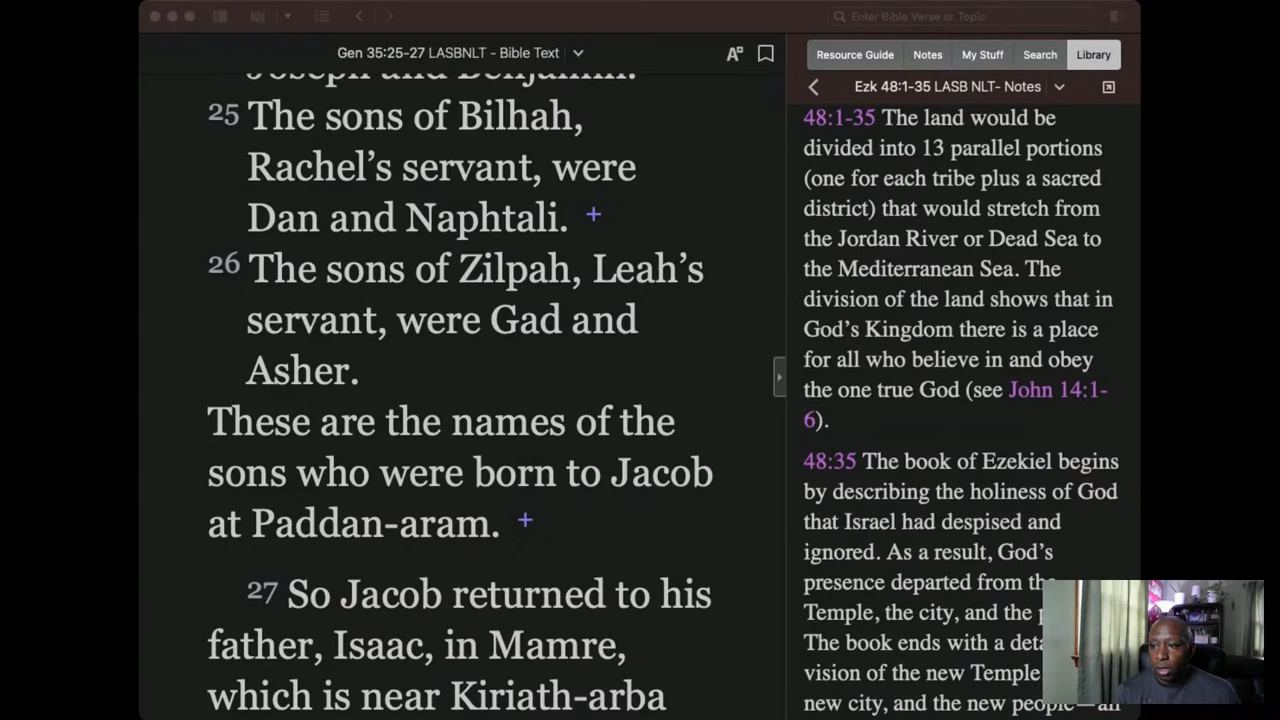 Enter Bible Verse or Topic
Gen 35:25-27 LASBNLT - Bible Text
Joseph and Benjamin.
25 The sons of Bilhah,
Rachel’s servant, were
Dan and Naphtali. +
26 The sons of Zilpah, Leah’s
servant, were Gad and
Asher.
These are the names of the
sons who were born to Jacob
at Paddan-aram. +
27 So Jacob returned to his
father, Isaac, in Mamre,
which is near Kiriath-arba
Resource Guide Notes My Stuff Search Library
Ezk 48:1-35 LASB NLT- Notes
48:1-35 The land would be
divided into 13 parallel portions
(one for each tribe plus a sacred
district) that would stretch from
the Jordan River or Dead Sea to
the Mediterranean Sea. The
division of the land shows that in
God’s Kingdom there is a place
for all who believe in and obey
the one true God (see John 14:1-
6).
48:35 The book of Ezekiel begins
by describing the holiness of God
that Israel had despised and
ignored. As a result, God’s
presence departed from the
Temple, the city, and the
The book ends with a
vision of the new Temple
new city, and the new people—